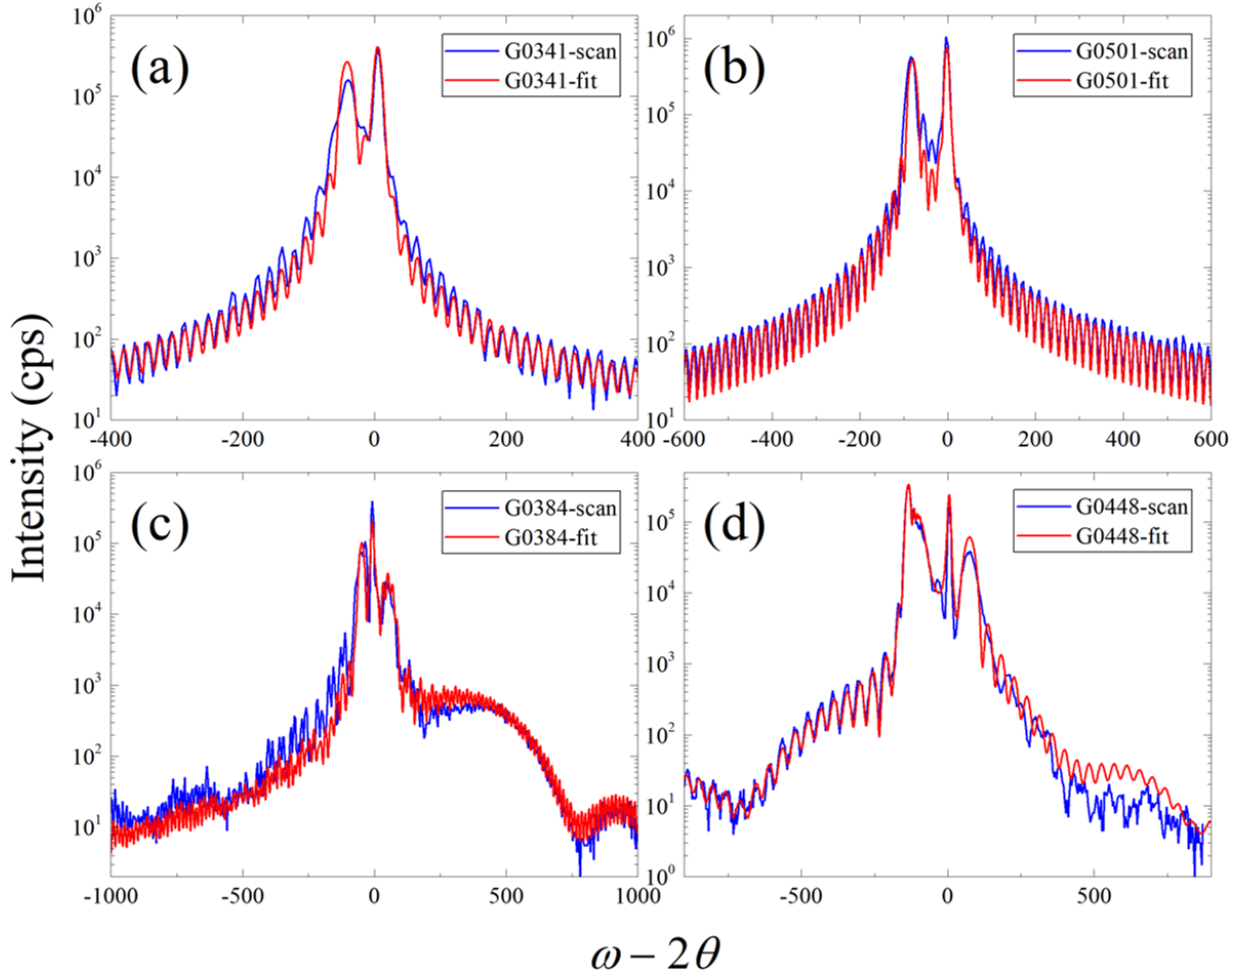 (a)
G0341-scan
G0341-fit
10^6
10^5
10^4
10^3
10^2
10^1
-400 -200 0 200 400
(b)
G0501-scan
G0501-fit
10^6
10^5
10^4
10^3
10^2
10^1
-600 -400 -200 0 200 400 600
(c)
G0384-scan
G0384-fit
10^6
10^5
10^4
10^3
10^2
10^1
-1000 -500 0 500 1000
(d)
G0448-scan
G0448-fit
10^5
10^4
10^3
10^2
10^1
10^0
-500 0 500
Intensity (cps)
ω − 2θ